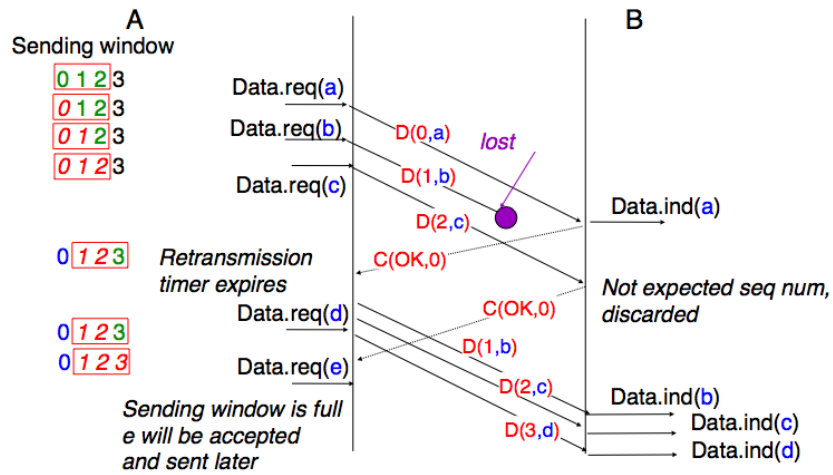 A
B
Sending window
0 1 2 3
0 1 2 3
0 1 2 3
0 1 2 3
Data.req(a)
Data.req(b)
Data.req(c)
D(0,a)
D(1,b)
D(2,c)
lost
Data.ind(a)
0 1 2 3
Retransmission
timer expires
C(OK,0)
Not expected seq num,
discarded
C(OK,0)
Data.req(d)
0 1 2 3
0 1 2 3
Data.req(e)
D(1,b)
D(2,c)
D(3,d)
Data.ind(b)
Data.ind(c)
Data.ind(d)
Sending window is full
e will be accepted
and sent later